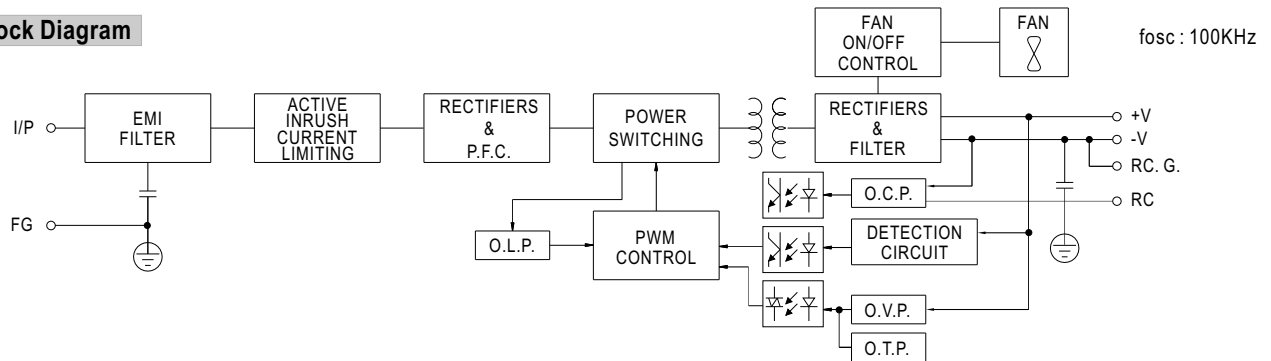 ock Diagram
fosc : 100KHz
FAN
ON/OFF
CONTROL
FAN
I/P
EMI
FILTER
ACTIVE
INRUSH
CURRENT
LIMITING
RECTIFIERS
&
P.F.C.
POWER
SWITCHING
RECTIFIERS
&
FILTER
+V
-V
RC. G.
RC
FG
O.L.P.
PWM
CONTROL
O.C.P.
DETECTION
CIRCUIT
O.V.P.
O.T.P.